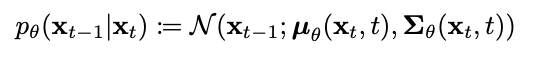 p_θ(𝐱_{t−1}|𝐱_t) := 𝒩(𝐱_{t−1}; 𝛍_θ(𝐱_t, t), 𝚺_θ(𝐱_t, t))